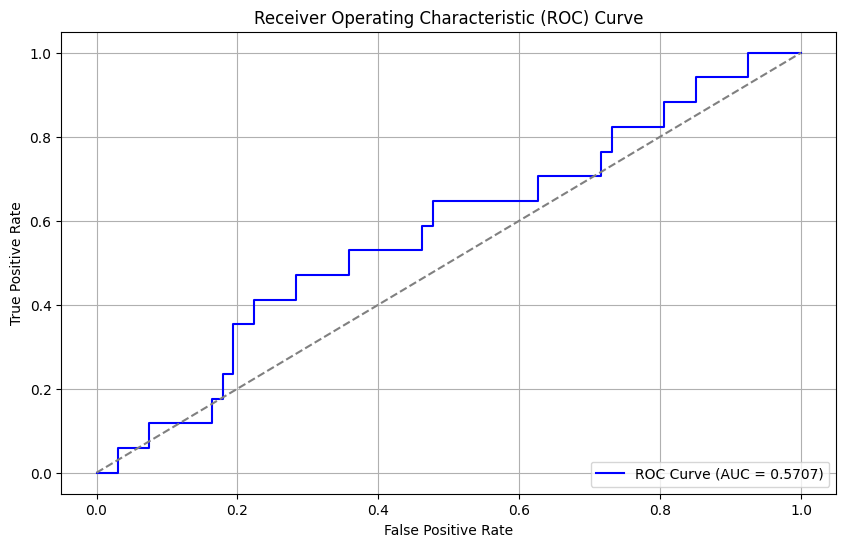 Receiver Operating Characteristic (ROC) Curve
1.0
0.8
0.6
0.4
0.2
0.0
True Positive Rate
ROC Curve (AUC = 0.5707)
0.0 0.2 0.4 0.6 0.8 1.0
False Positive Rate